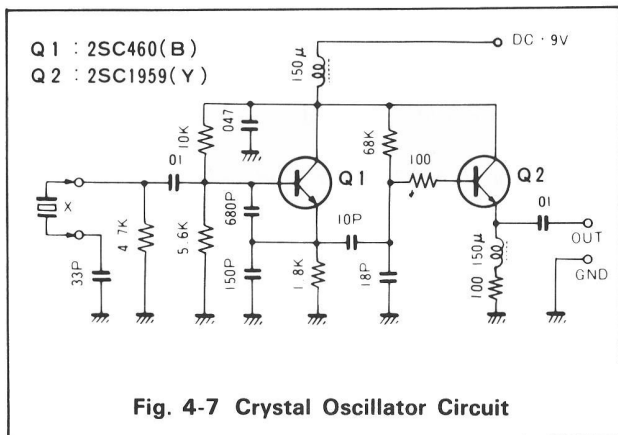 Q1 : 2SC460(B)
Q2 : 2SC1959(Y)
DC · 9V
150μ
10K
047
68K
100
Q1
Q2
01
01
X
4.7K
5.6K
680P
10P
OUT
150μ
33P
150P
1.8K
18P
100
GND
Fig. 4-7 Crystal Oscillator Circuit